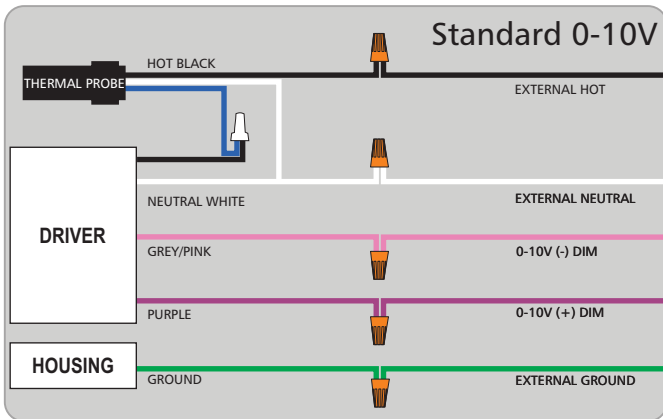 Standard 0-10V
HOT BLACK
THERMAL PROBE
EXTERNAL HOT
NEUTRAL WHITE
EXTERNAL NEUTRAL
DRIVER
GREY/PINK
0-10V (-) DIM
PURPLE
0-10V (+) DIM
HOUSING
GROUND
EXTERNAL GROUND